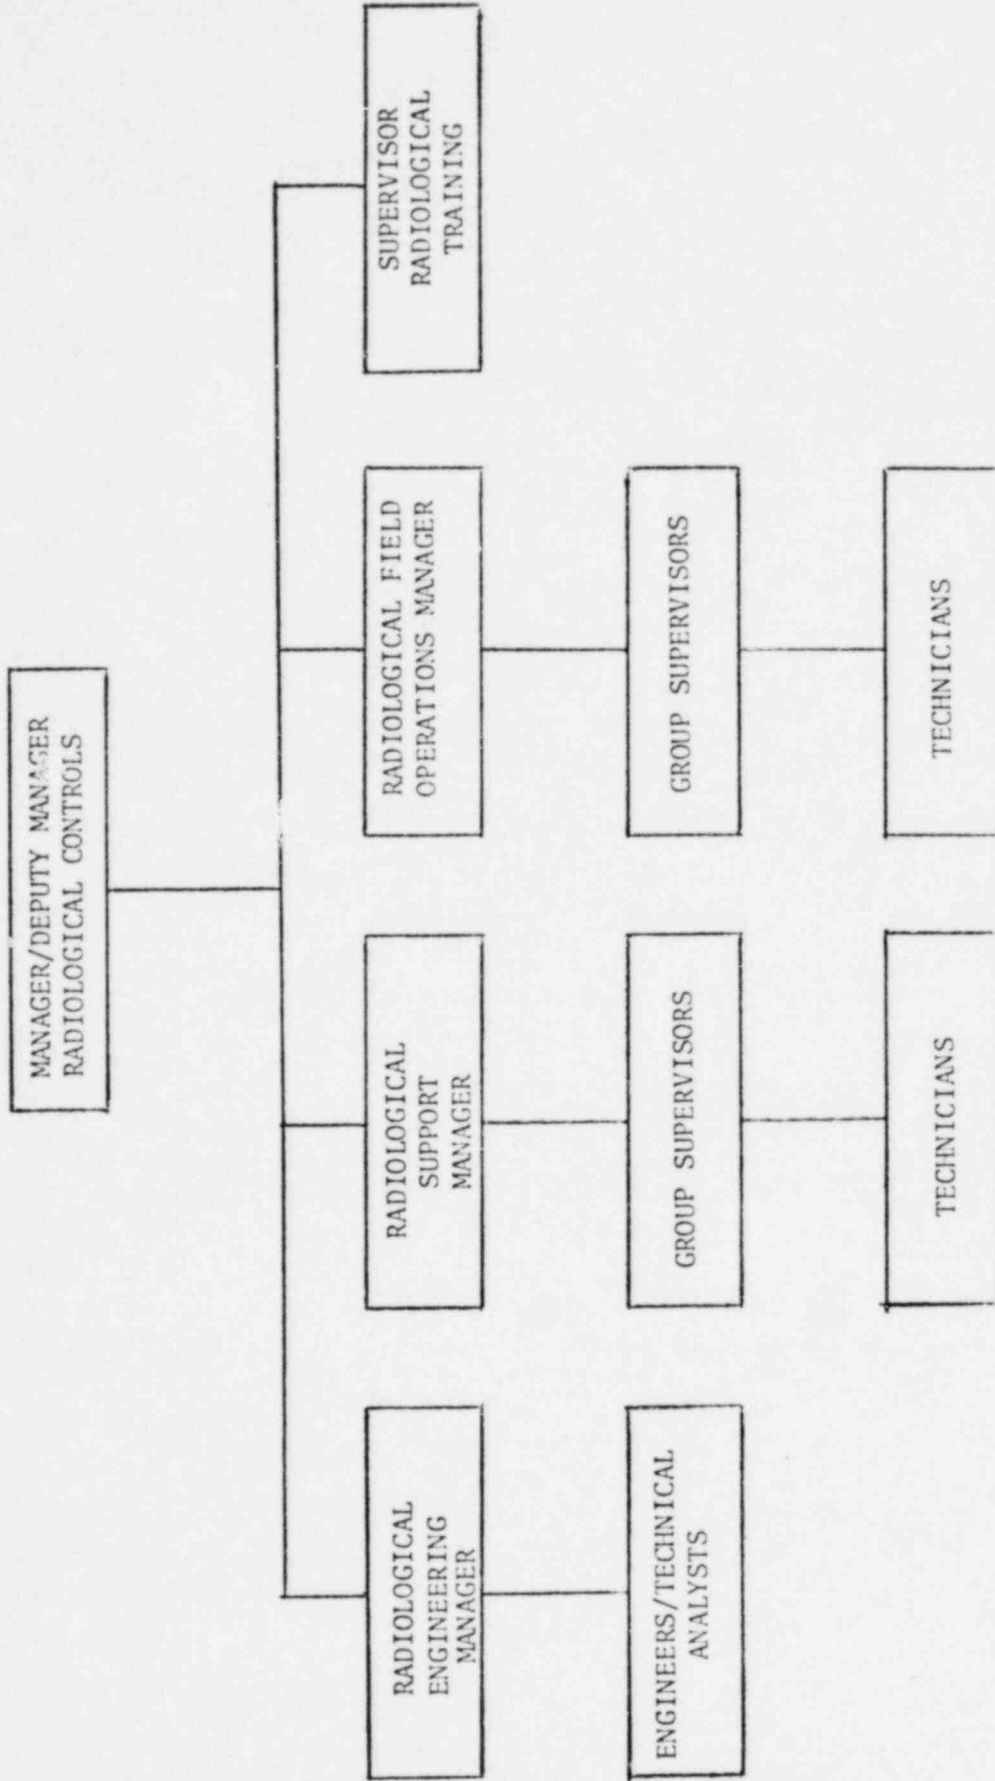 MANAGER/DEPUTY MANAGER
RADIOLOGICAL CONTROLS
RADIOLOGICAL
ENGINEERING
MANAGER
RADIOLOGICAL
SUPPORT
MANAGER
RADIOLOGICAL FIELD
OPERATIONS MANAGER
SUPERVISOR
RADIOLOGICAL
TRAINING
ENGINEERS/TECHNICAL
ANALYSTS
GROUP SUPERVISORS
GROUP SUPERVISORS
TECHNICIANS
TECHNICIANS